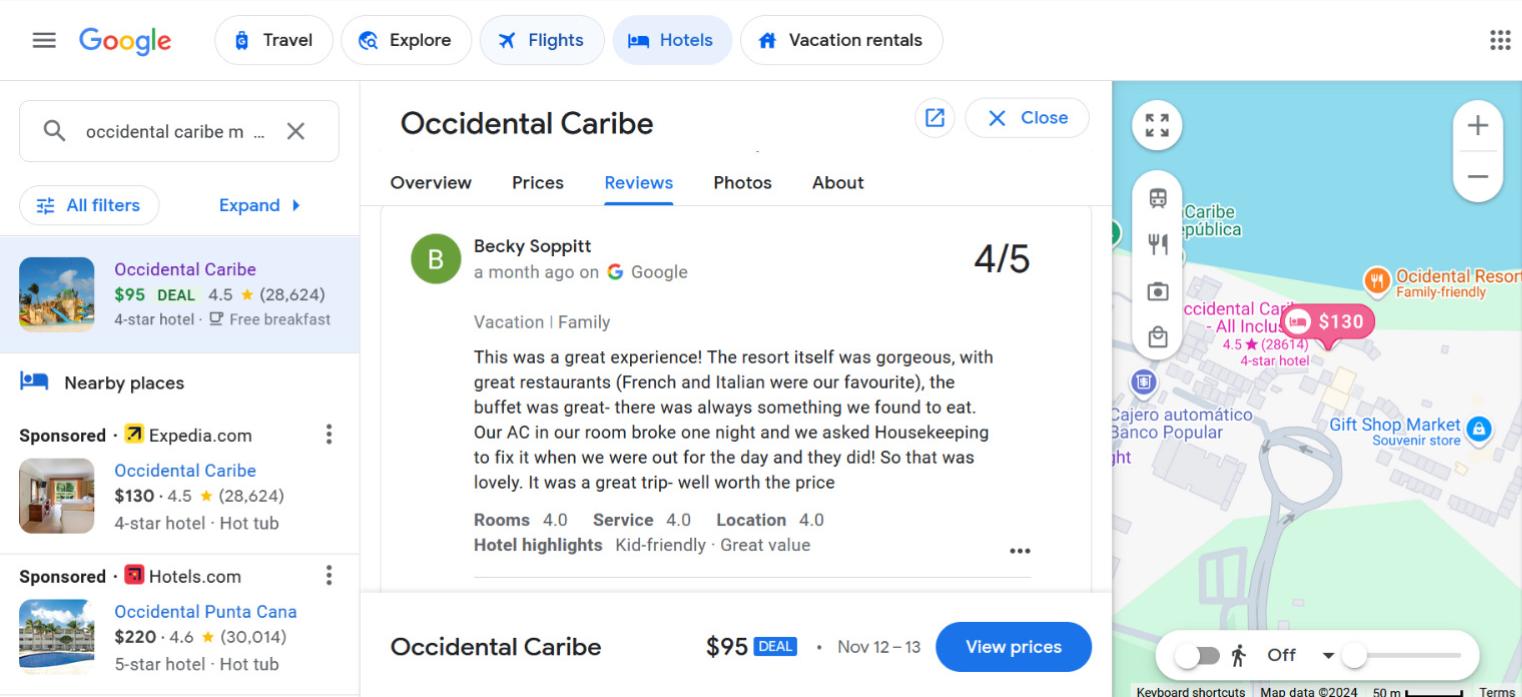 Google
Travel
Explore
Flights
Hotels
Vacation rentals
occidental caribe m ...
All filters
Expand
Occidental Caribe
$95 DEAL 4.5 (28,624)
4-star hotel · Free breakfast
Nearby places
Sponsored · Expedia.com
Occidental Caribe
$130 · 4.5 (28,624)
4-star hotel · Hot tub
Sponsored · Hotels.com
Occidental Punta Cana
$220 · 4.6 (30,014)
5-star hotel · Hot tub
Occidental Caribe
Close
Overview
Prices
Reviews
Photos
About
B
Becky Soppitt
a month ago on Google
4/5
Vacation | Family
This was a great experience! The resort itself was gorgeous, with
great restaurants (French and Italian were our favourite), the
buffet was great- there was always something we found to eat.
Our AC in our room broke one night and we asked Housekeeping
to fix it when we were out for the day and they did! So that was
lovely. It was a great trip- well worth the price
Rooms 4.0 Service 4.0 Location 4.0
Hotel highlights Kid-friendly · Great value
Occidental Caribe
$95 DEAL • Nov 12 – 13
View prices
Caribe
epública
Ocidental Resort
Family-friendly
ccidental Carib
- All Inclus
4.5 ★ (28614)
4-star hotel
$130
Cajero automático
Banco Popular
ght
Gift Shop Market
Souvenir store
Off
Keyboard shortcuts
Map data ©2024
50 m
Terms